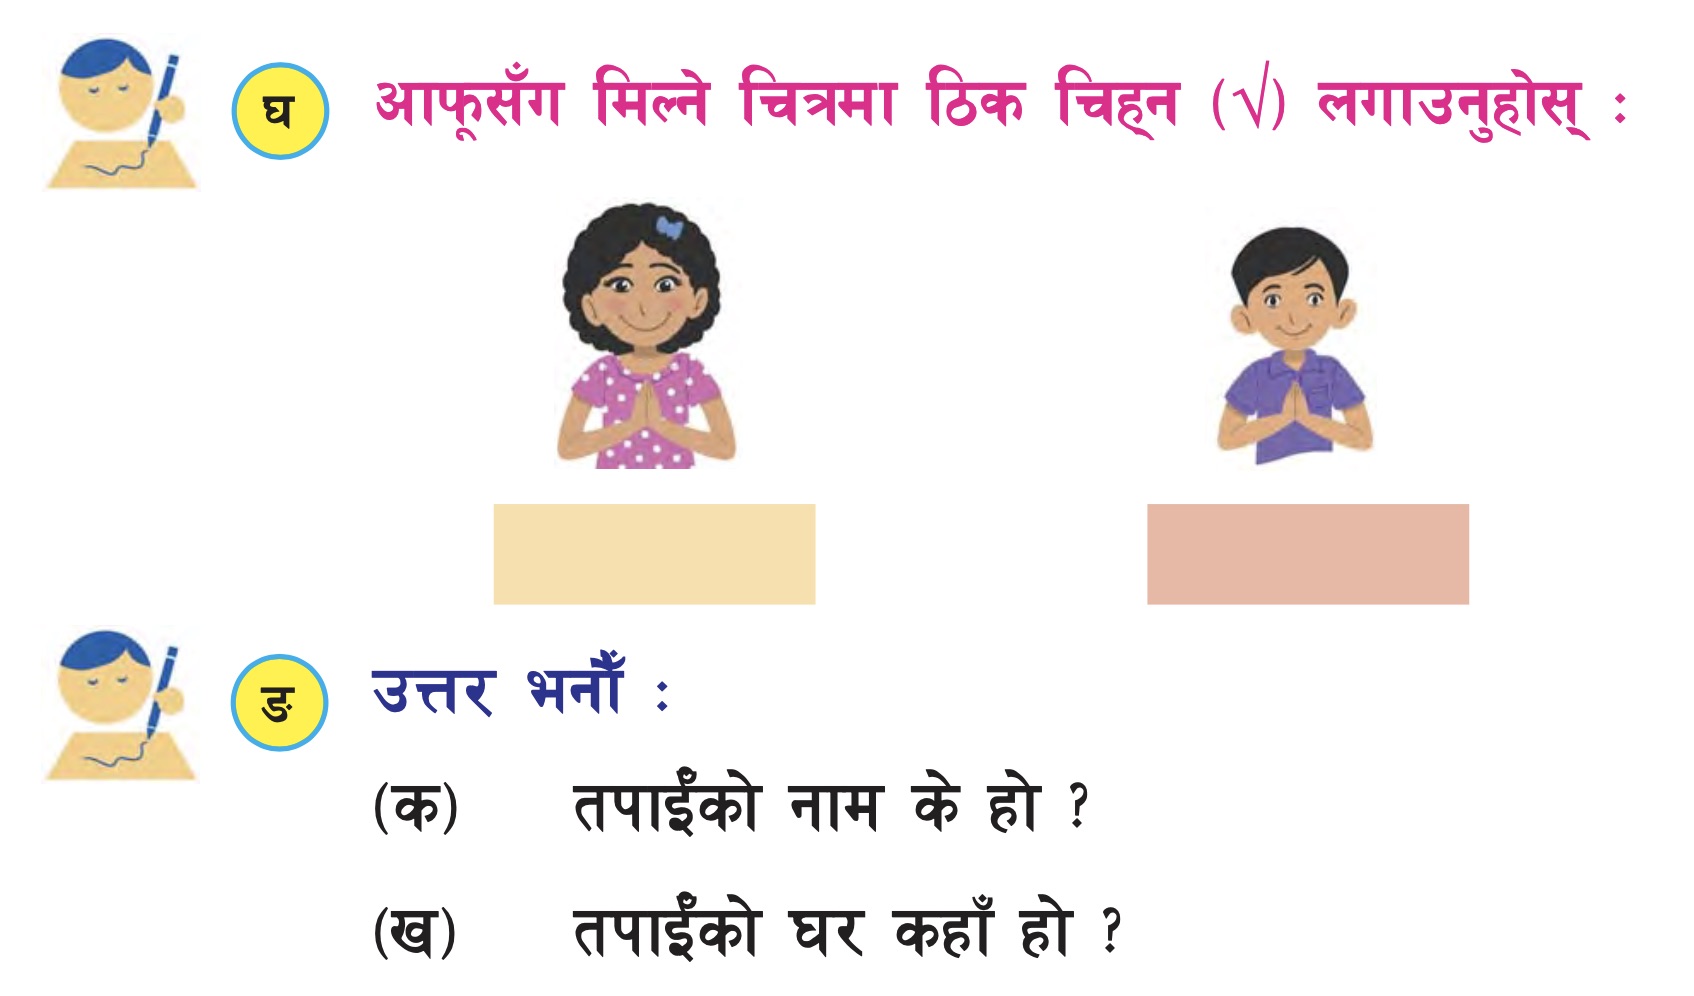 घ आफूसँग मिल्ने चित्रमा ठिक चिह्न (√) लगाउनुहोस् :
ङ उत्तर भनौँ :
(क) तपाईँको नाम के हो ?
(ख) तपाईँको घर कहाँ हो ?